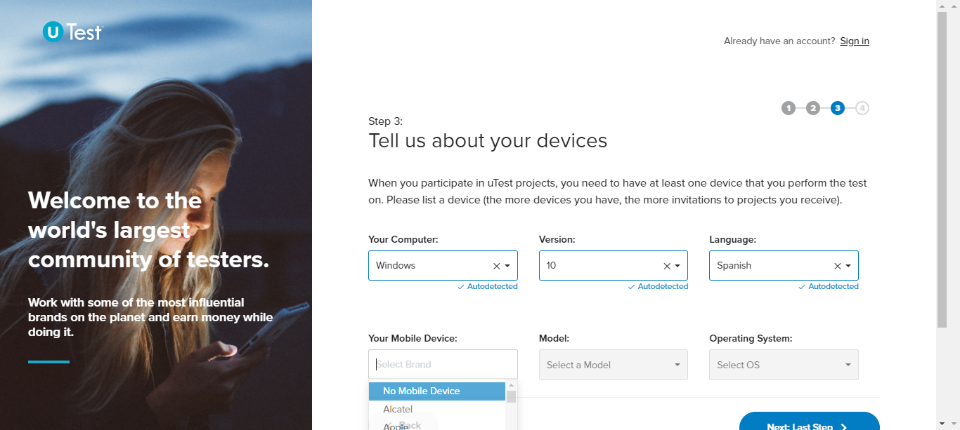 uTest
Already have an account? Sign in
1 2 3 4
Step 3:
Tell us about your devices
Welcome to the
world's largest
community of testers.
Work with some of the most influential
brands on the planet and earn money while
doing it.
When you participate in uTest projects, you need to have at least one device that you perform the test
on. Please list a device (the more devices you have, the more invitations to projects you receive).
Your Computer: Version: Language:
Windows 10 Spanish
Autodetected Autodetected Autodetected
Your Mobile Device: Model: Operating System:
Select Brand Select a Model Select OS
No Mobile Device
Alcatel
Apple
Back
Next: Last Step